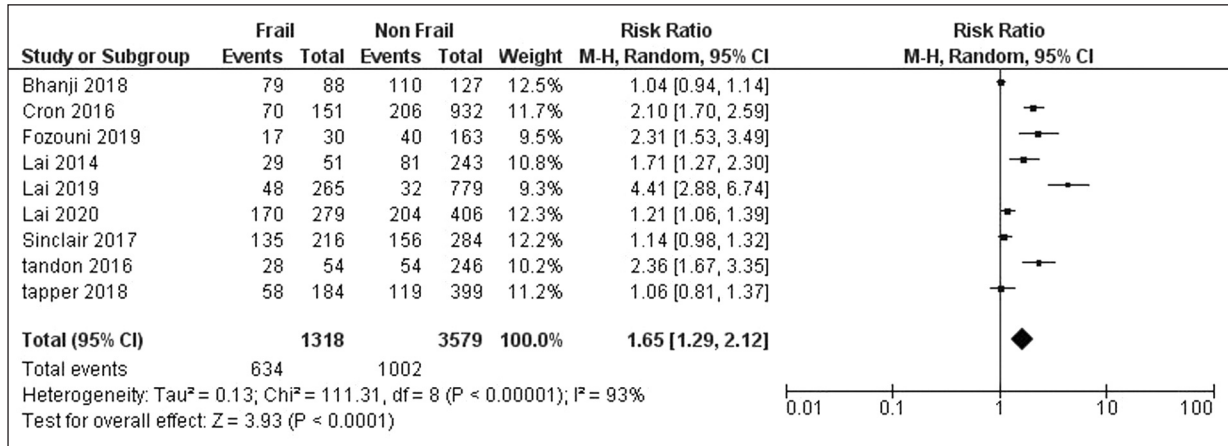 Frail Non Frail Risk Ratio Risk Ratio
Study or Subgroup Events Total Events Total Weight M-H, Random, 95% CI M-H, Random, 95% CI
Bhanji 2018 79 88 110 127 12.5% 1.04 [0.94, 1.14]
Cron 2016 70 151 206 932 11.7% 2.10 [1.70, 2.59]
Fozouni 2019 17 30 40 163 9.5% 2.31 [1.53, 3.49]
Lai 2014 29 51 81 243 10.8% 1.71 [1.27, 2.30]
Lai 2019 48 265 32 779 9.3% 4.41 [2.88, 6.74]
Lai 2020 170 279 204 406 12.3% 1.21 [1.06, 1.39]
Sinclair 2017 135 216 156 284 12.2% 1.14 [0.98, 1.32]
tandon 2016 28 54 54 246 10.2% 2.36 [1.67, 3.35]
tapper 2018 58 184 119 399 11.2% 1.06 [0.81, 1.37]
Total (95% CI) 1318 3579 100.0% 1.65 [1.29, 2.12]
Total events 634 1002
Heterogeneity: Tau² = 0.13; Chi² = 111.31, df = 8 (P < 0.00001); I² = 93%
Test for overall effect: Z = 3.93 (P < 0.0001)
0.01 0.1 1 10 100